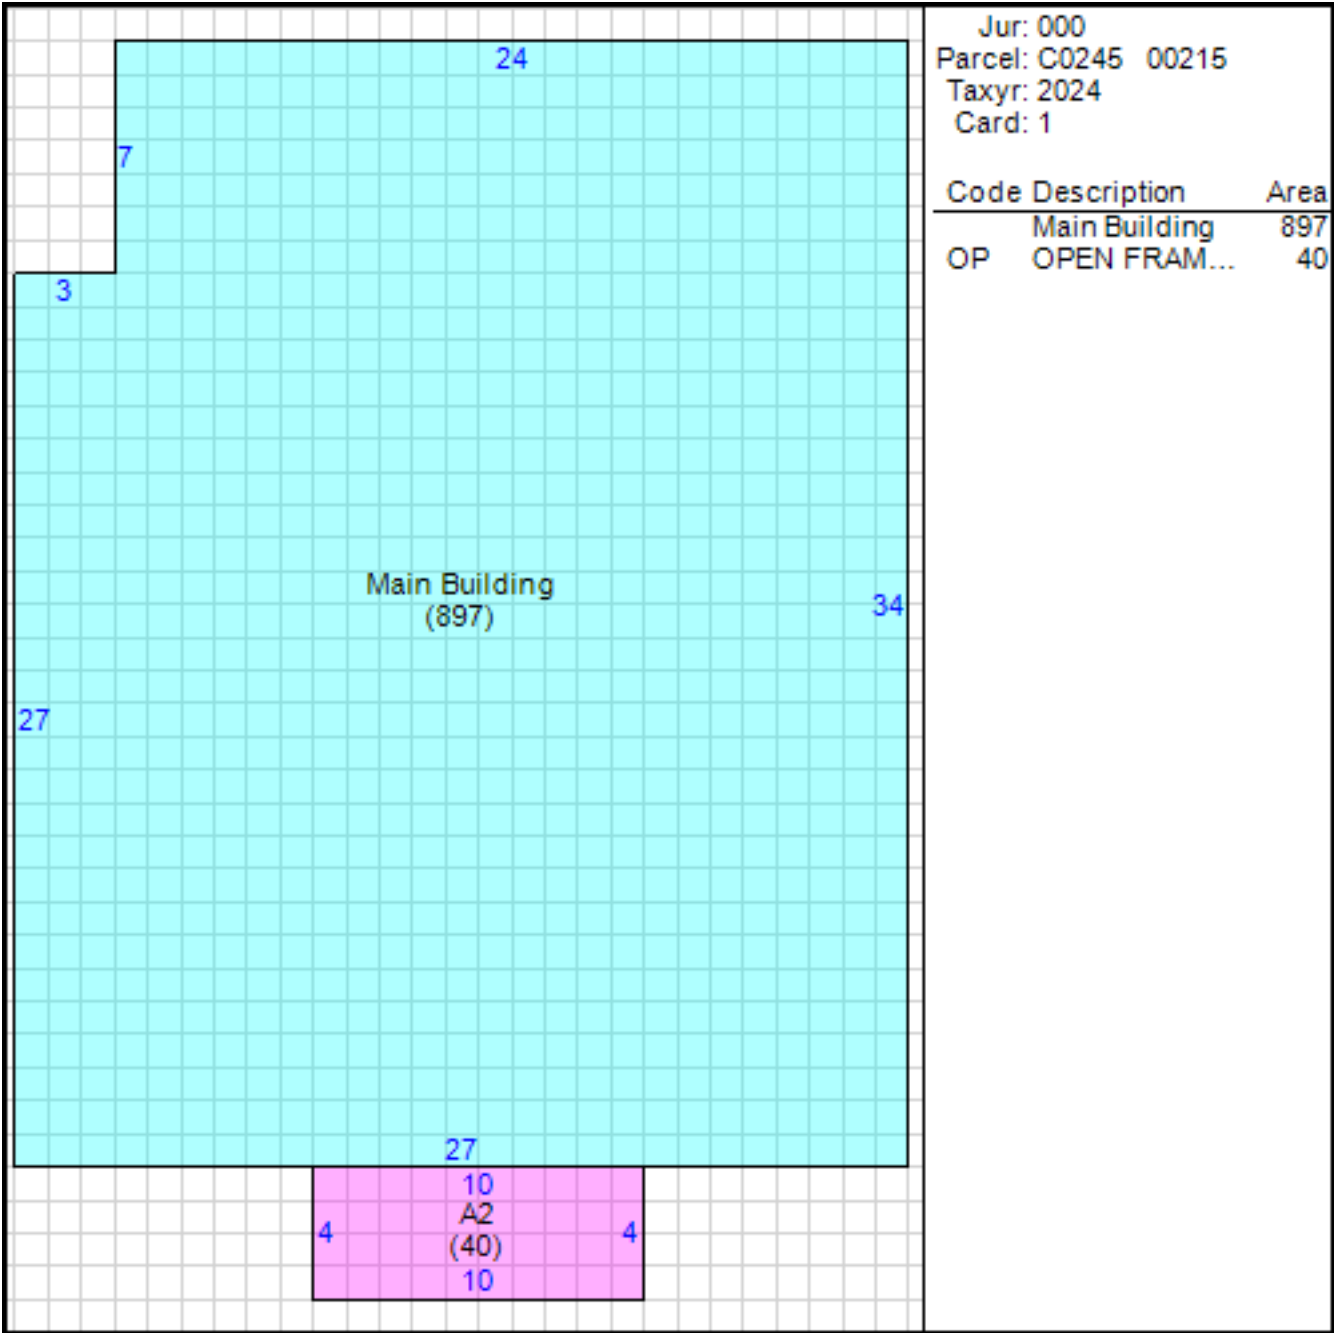 24
7
3
Main Building
(897)
34
27
27
10
A2
4
4
(40)
10
Jur: 000
Parcel: C0245 00215
Taxyr: 2024
Card: 1
Code Description Area
Main Building 897
OP OPEN FRAM... 40